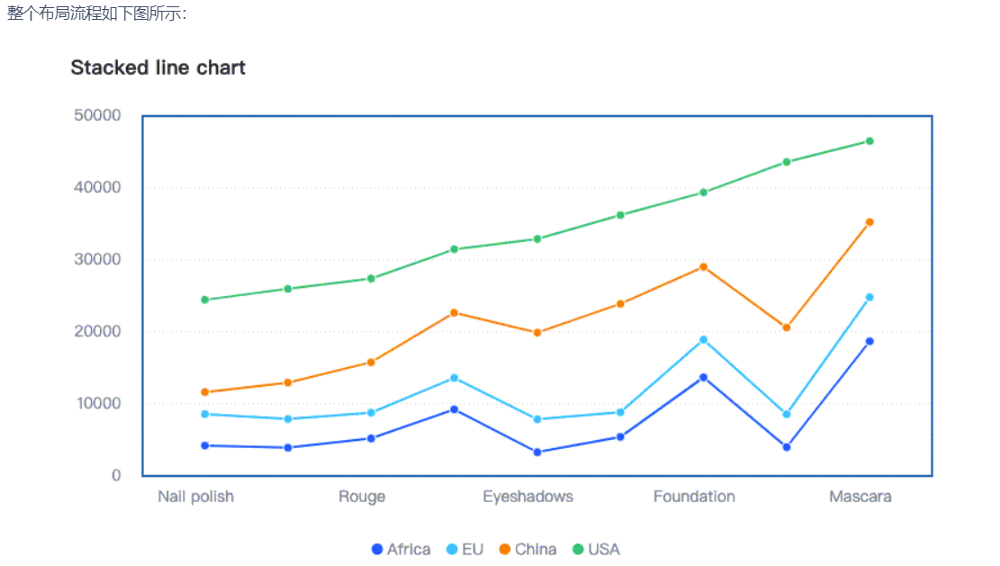 整个布局流程如下图所示：
Stacked line chart
50000
40000
30000
20000
10000
0
Nail polish Rouge Eyeshadows Foundation Mascara
Africa EU China USA